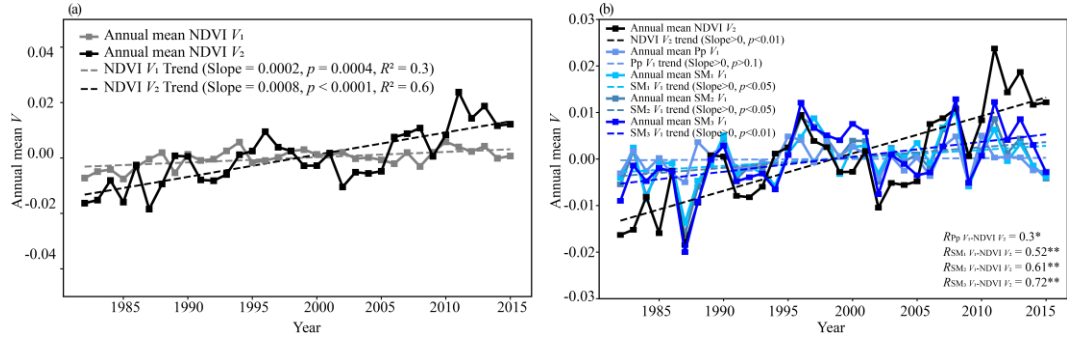 (a)
Annual mean NDVI V₁
Annual mean NDVI V₂
NDVI V₁ Trend (Slope = 0.0002, p = 0.0004, R² = 0.3)
NDVI V₂ Trend (Slope = 0.0008, p < 0.0001, R² = 0.6)
0.04
0.02
0.00
-0.02
-0.04
Annual mean V
1985 1990 1995 2000 2005 2010 2015
Year
(b)
Annual mean NDVI V₂
NDVI V₂ trend (Slope>0, p<0.01)
Annual mean Pp V₁
Pp V₁ trend (Slope>0, p>0.1)
Annual mean SM₁ V₁
SM₁ V₁ trend (Slope>0, p<0.05)
Annual mean SM₂ V₁
SM₂ V₁ trend (Slope>0, p<0.05)
Annual mean SM₃ V₁
SM₃ V₁ trend (Slope>0, p<0.01)
0.03
0.02
0.01
0.00
-0.01
-0.02
-0.03
Annual mean V
RPp V₁-NDVI V₂ = 0.3*
RSM₁ V₁-NDVI V₂ = 0.52**
RSM₂ V₁-NDVI V₂ = 0.61**
RSM₃ V₁-NDVI V₂ = 0.72**
1985 1990 1995 2000 2005 2010 2015
Year